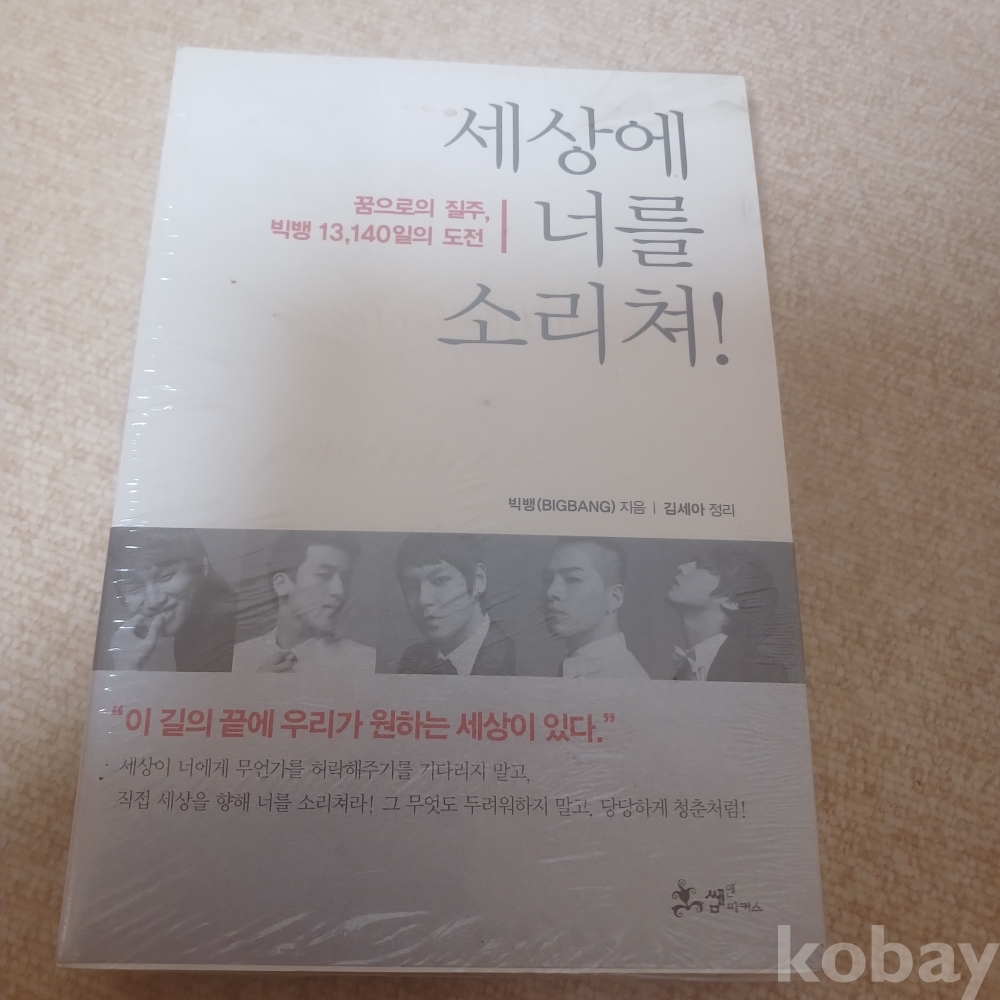 세상에
너를
소리쳐!
꿈으로의 질주,
빅뱅 13,140일의 도전
빅뱅(BIGBANG) 지음 | 김세아 정리
“이 길의 끝에 우리가 원하는 세상이 있다.”
세상이 너에게 무언가를 허락해주기를 기다리지 말고,
직접 세상을 향해 너를 소리쳐라! 그 무엇도 두려워하지 말고, 당당하게 청춘처럼!
쌤앤파커스
kobay